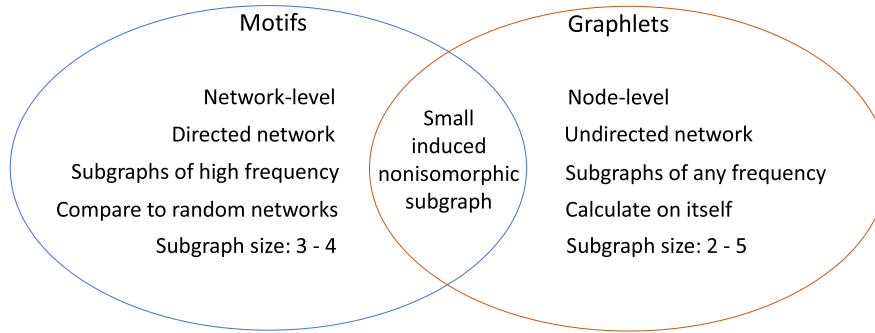 Motifs
Network-level
Directed network
Subgraphs of high frequency
Compare to random networks
Subgraph size: 3 - 4
Small
induced
nonisomorphic
subgraph
Graphlets
Node-level
Undirected network
Subgraphs of any frequency
Calculate on itself
Subgraph size: 2 - 5